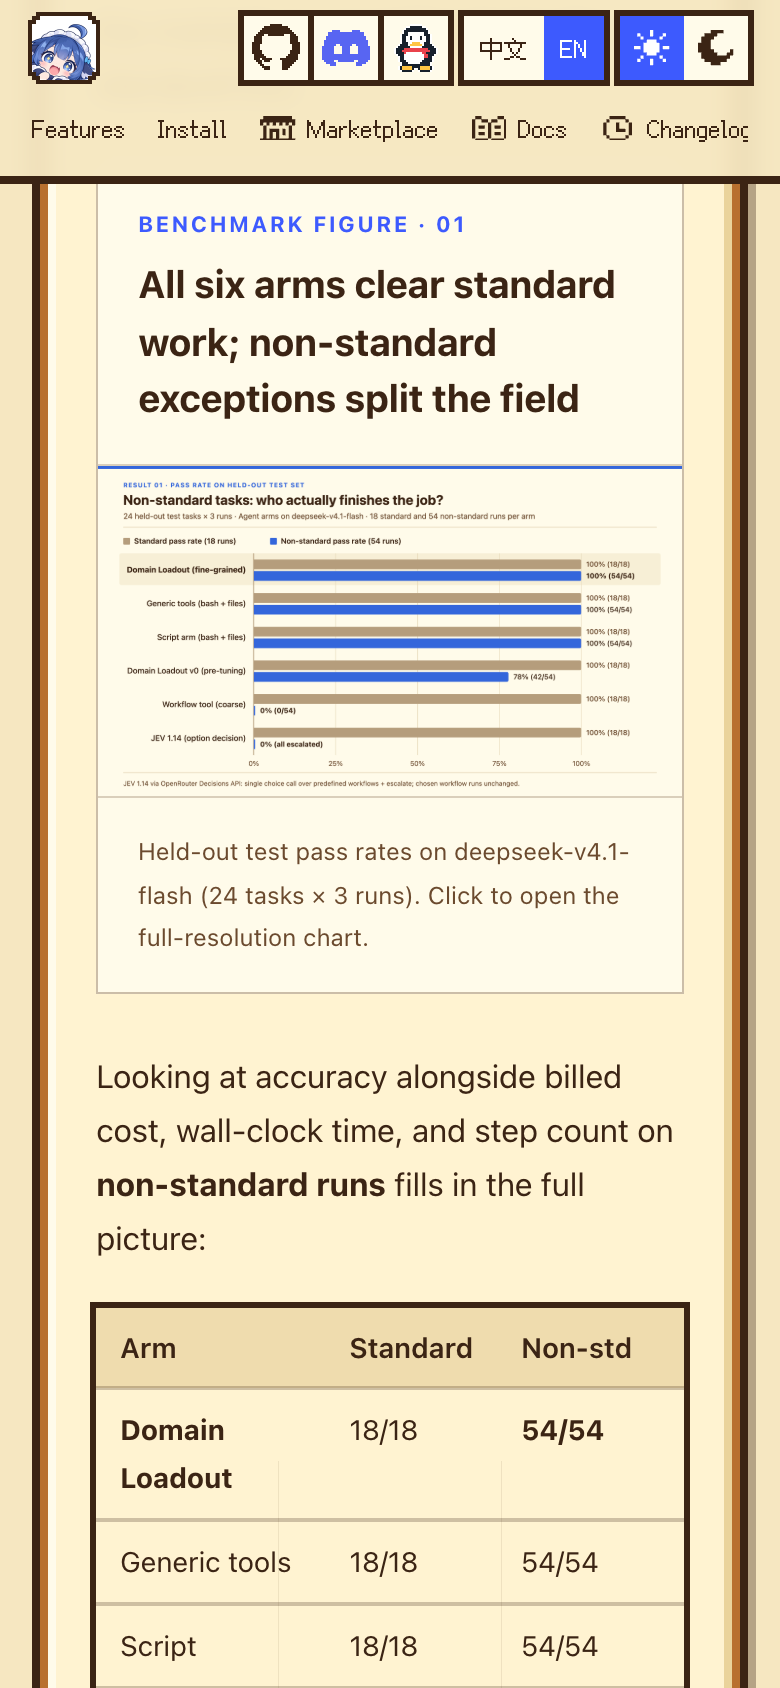 中文
EN
Features
Install
Marketplace
Docs
Changelog
BENCHMARK FIGURE · 01
All six arms clear standard
work; non-standard
exceptions split the field
RESULT 01 · PASS RATE ON HELD-OUT TEST SET
Non-standard tasks: who actually finishes the job?
24 held-out test tasks × 3 runs · Agent arms on deepseek-v4.1-flash · 18 standard and 54 non-standard runs per arm
Standard pass rate (18 runs)
Non-standard pass rate (54 runs)
Domain Loadout (fine-grained)
100% (18/18)
100% (54/54)
Generic tools (bash + files)
100% (18/18)
100% (54/54)
Script arm (bash + files)
100% (18/18)
100% (54/54)
Domain Loadout v0 (pre-tuning)
100% (18/18)
78% (42/54)
Workflow tool (coarse)
100% (18/18)
0% (0/54)
JEV 1.14 (option decision)
100% (18/18)
0% (all escalated)
0%
25%
50%
75%
100%
JEV 1.14 via OpenRouter Decisions API: single choice call over predefined workflows + escalate; chosen workflow runs unchanged.
Held-out test pass rates on deepseek-v4.1-
flash (24 tasks × 3 runs). Click to open the
full-resolution chart.
Looking at accuracy alongside billed
cost, wall-clock time, and step count on
non-standard runs fills in the full
picture:
Arm
Standard
Non-std
Domain
Loadout
18/18
54/54
Generic tools
18/18
54/54
Script
18/18
54/54